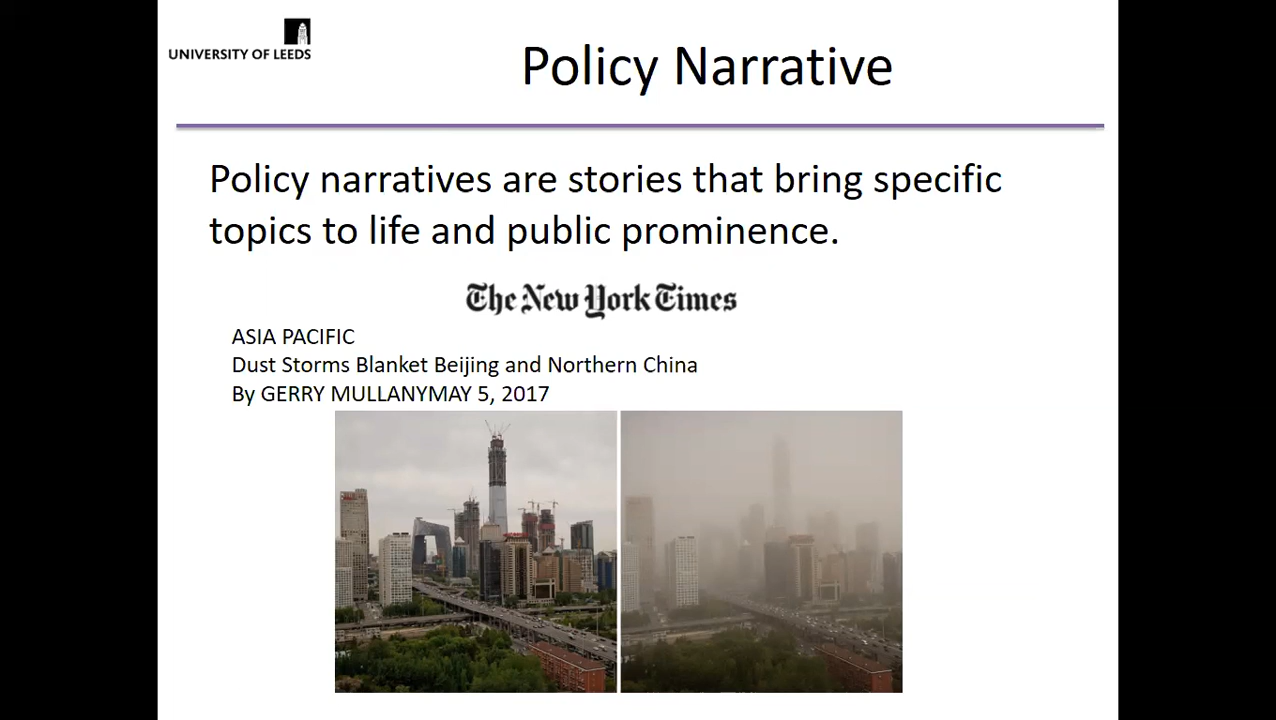 UNIVERSITY OF LEEDS
Policy Narrative
Policy narratives are stories that bring specific
topics to life and public prominence.
The New York Times
ASIA PACIFIC
Dust Storms Blanket Beijing and Northern China
By GERRY MULLANYMAY 5, 2017